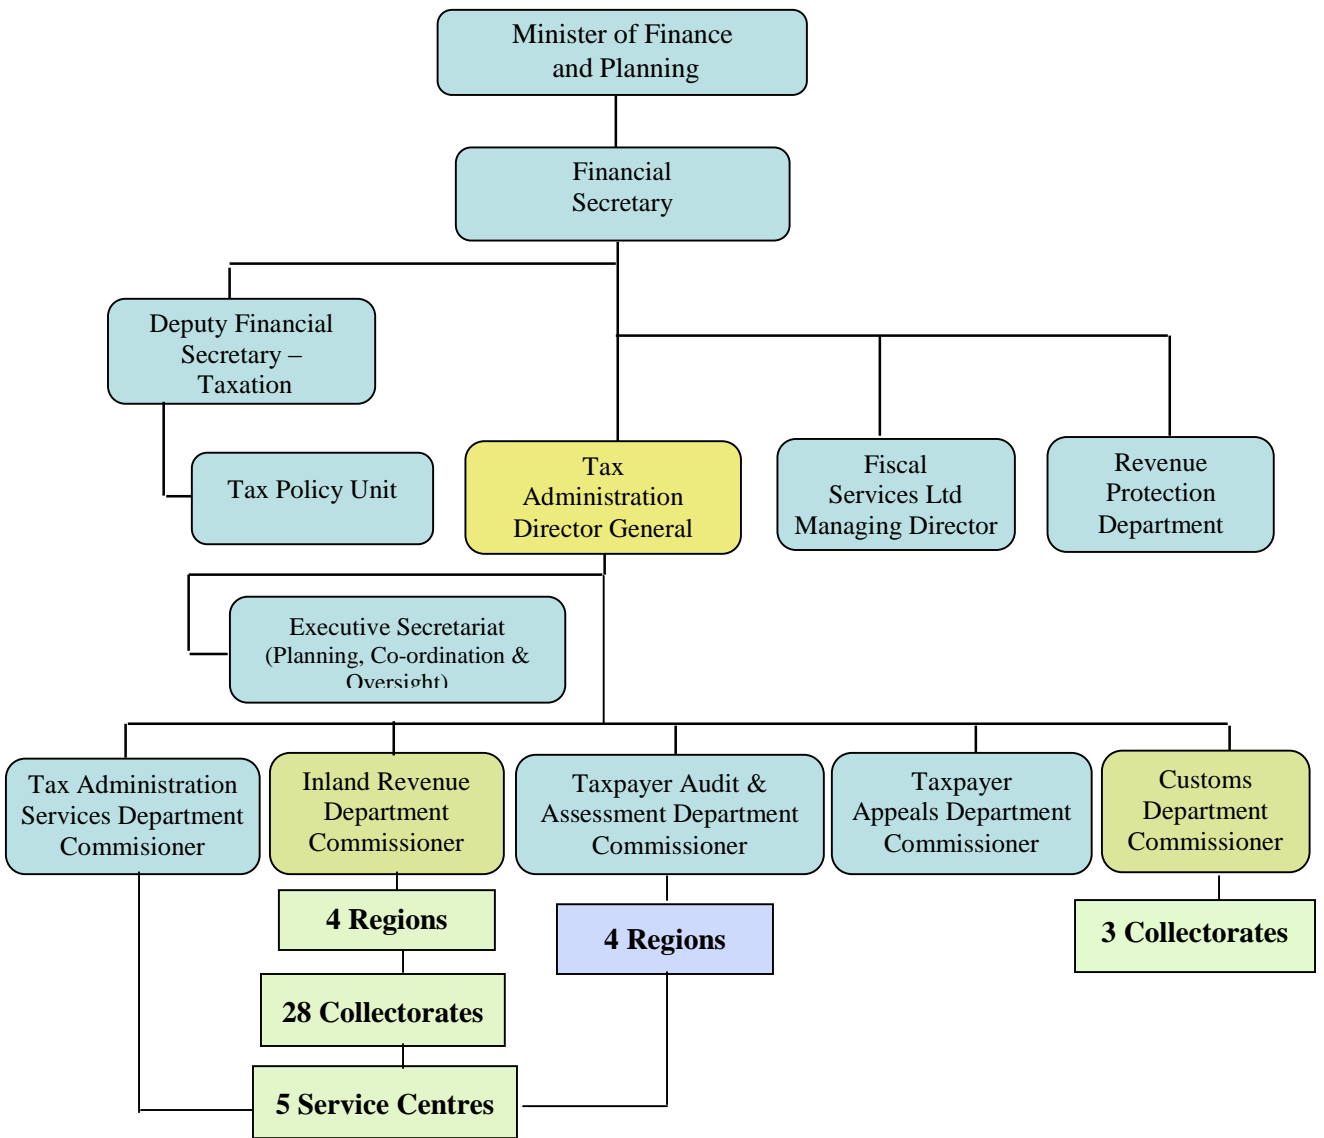 Minister of Finance
and Planning
Financial
Secretary
Deputy Financial
Secretary –
Taxation
Tax Policy Unit
Tax
Administration
Director General
Fiscal
Services Ltd
Managing Director
Revenue
Protection
Department
Executive Secretariat
(Planning, Co-ordination &
Oversight)
Tax Administration
Services Department
Commisioner
Inland Revenue
Department
Commissioner
Taxpayer Audit &
Assessment Department
Commissioner
Taxpayer
Appeals Department
Commissioner
Customs
Department
Commissioner
4 Regions
4 Regions
3 Collectorates
28 Collectorates
5 Service Centres